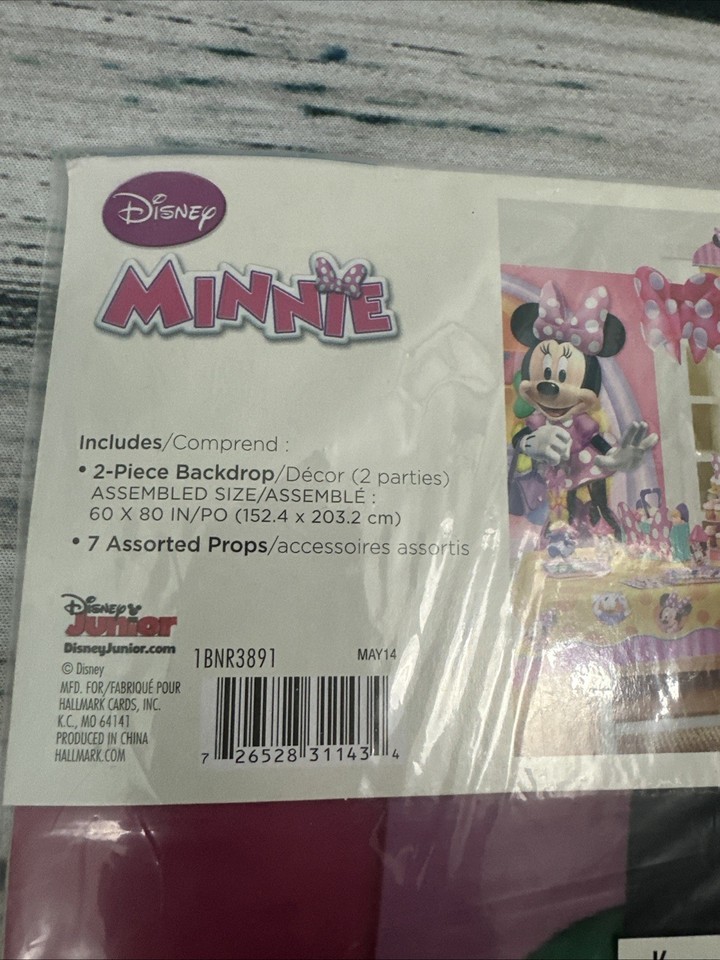 Disney
MINNIE
Includes/Comprend :
• 2-Piece Backdrop/Décor (2 parties)
ASSEMBLED SIZE/ASSEMBLÉ :
60 X 80 IN/PO (152.4 x 203.2 cm)
• 7 Assorted Props/accessoires assortis
Disney
Junior
DisneyJunior.com
© Disney
MFD. FOR/FABRIQUÉ POUR
HALLMARK CARDS, INC.
K.C., MO 64141
PRODUCED IN CHINA
HALLMARK.COM
1BNR3891 MAY14
7 26528 31143 4